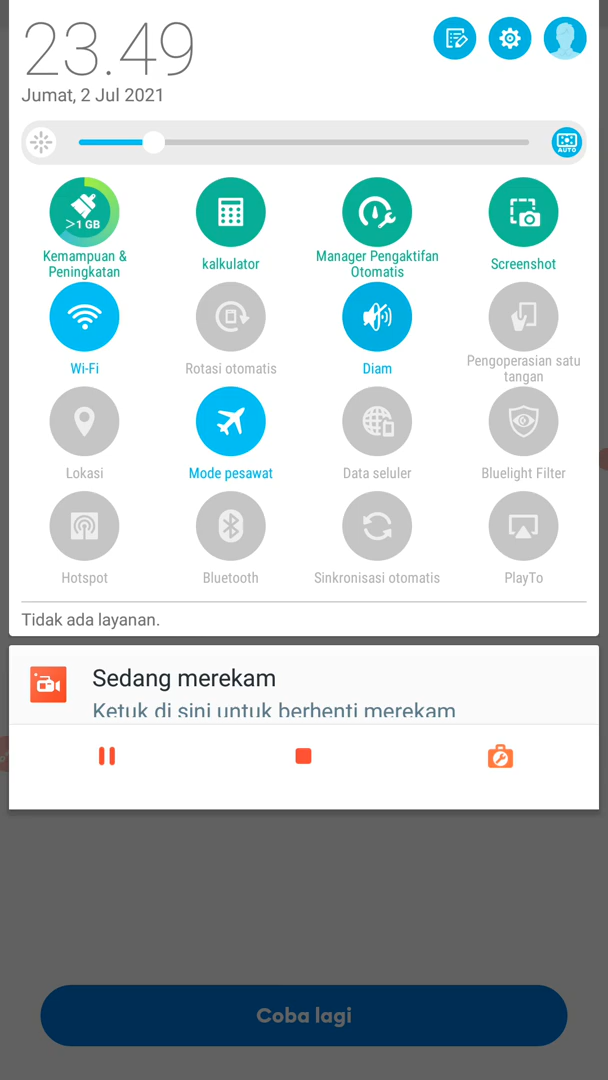 23.49
Jumat, 2 Jul 2021
AUTO
>1 GB
Kemampuan &
Peningkatan
kalkulator
Manager Pengaktifan
Otomatis
Screenshot
Wi-Fi
Rotasi otomatis
Diam
Pengoperasian satu
tangan
Lokasi
Mode pesawat
Data seluler
Bluelight Filter
Hotspot
Bluetooth
Sinkronisasi otomatis
PlayTo
Tidak ada layanan.
Sedang merekam
Ketuk di sini untuk berhenti merekam
Coba lagi